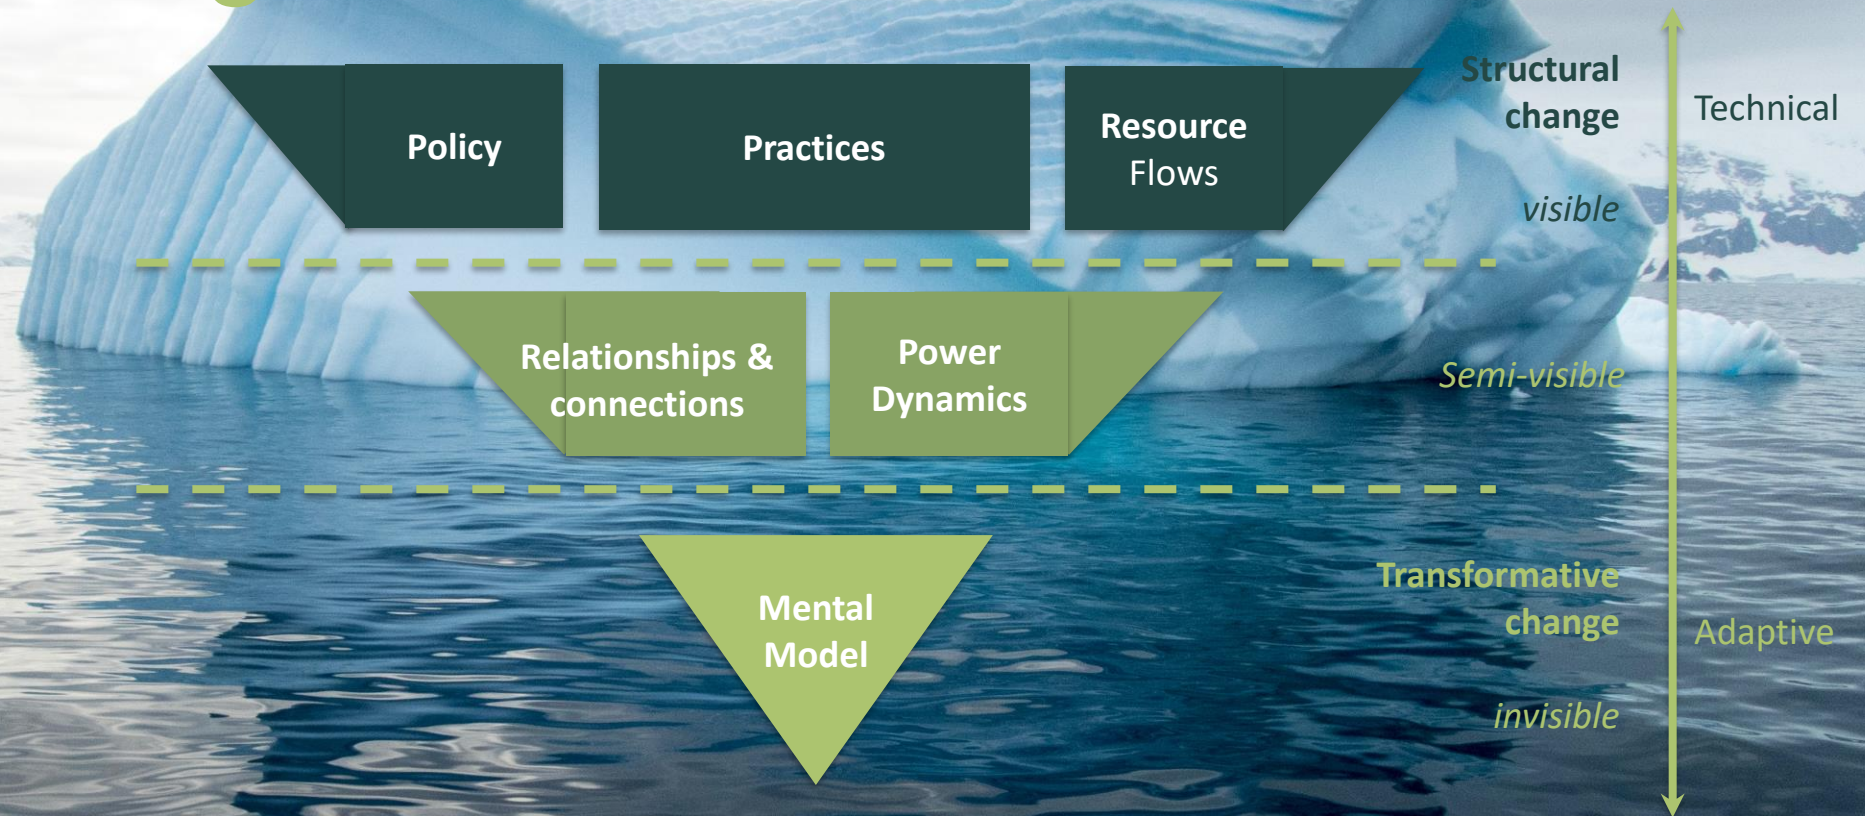 Policy
Practices
Resource
Flows
Structural
change
visible
Technical
Relationships &
connections
Power
Dynamics
Semi-visible
Mental
Model
Transformative
change
invisible
Adaptive